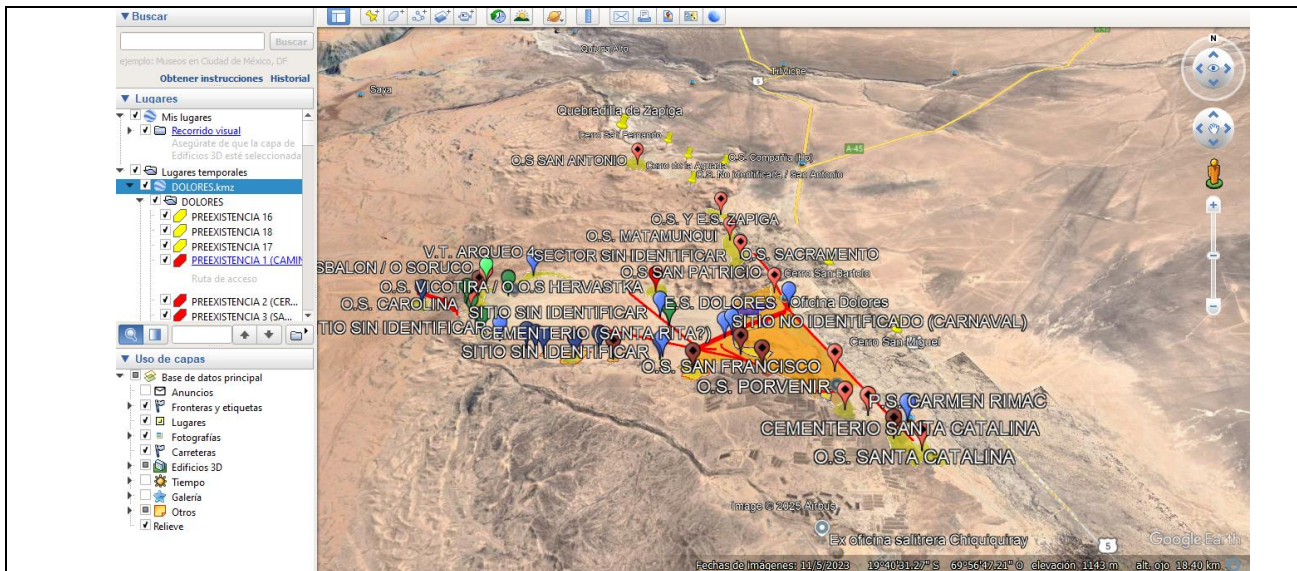 Buscar
Buscar
ejemplo: Museos en Ciudad de México, DF
Obtener instrucciones Historial
Lugares
Mis lugares
Recorrido visual
Asegúrate de que la capa de
Edificios 3D esté seleccionada
Lugares temporales
DOLORES.kmz
DOLORES
PREEXISTENCIA 16
PREEXISTENCIA 18
PREEXISTENCIA 17
PREEXISTENCIA 1 (CAMIN
Ruta de acceso
PREEXISTENCIA 2 (CER...
PREEXISTENCIA 3 (SA...
Uso de capas
Base de datos principal
Anuncios
Fronteras y etiquetas
Lugares
Fotografías
Carreteras
Edificios 3D
Tiempo
Galería
Otros
Relieve
N
A-45
Quiuna Alto
Tiliviche
5
Saya
Quebradilla de Zapiga
Cerro San Fernando
A-45
O.S SAN ANTONIO
Cerro de la Aguada
O.S. Compañía
O.S. No identificada / San Antonio
O.S. Y E.S. ZAPIGA
O.S. MATAMUNQUI
V.T. ARQUEO 4
SECTOR SIN IDENTIFICAR
O.S. SACRAMENTO
SBALON / O SORUCO
O.S SAN PATRICIO
Cerro San Bartolo
O.S. VICOTIRA / O.
O.S HERVASTKA
O.S. CAROLINA
E.S. DOLORES
Oficina Dolores
SITIO SIN IDENTIFICAR
SITIO NO IDENTIFICADO (CARNAVAL)
TIO SIN IDENTIFICAR
CEMENTERIO (SANTA RITA?)
Cerro San Miguel
SITIO SIN IDENTIFICAR
O.S. SAN FRANCISCO
O.S. PORVENIR
P.S. CARMEN RIMAC
CEMENTERIO SANTA CATALINA
O.S. SANTA CATALINA
Image © 2025 Airbus
Ex oficina salitrera Chiquiquiray
5
Google Earth
Fechas de imágenes: 11/5/2023 19°40'31.27" S 69°56'47.21" O elevación 1143 m alt. ojo 18.40 km